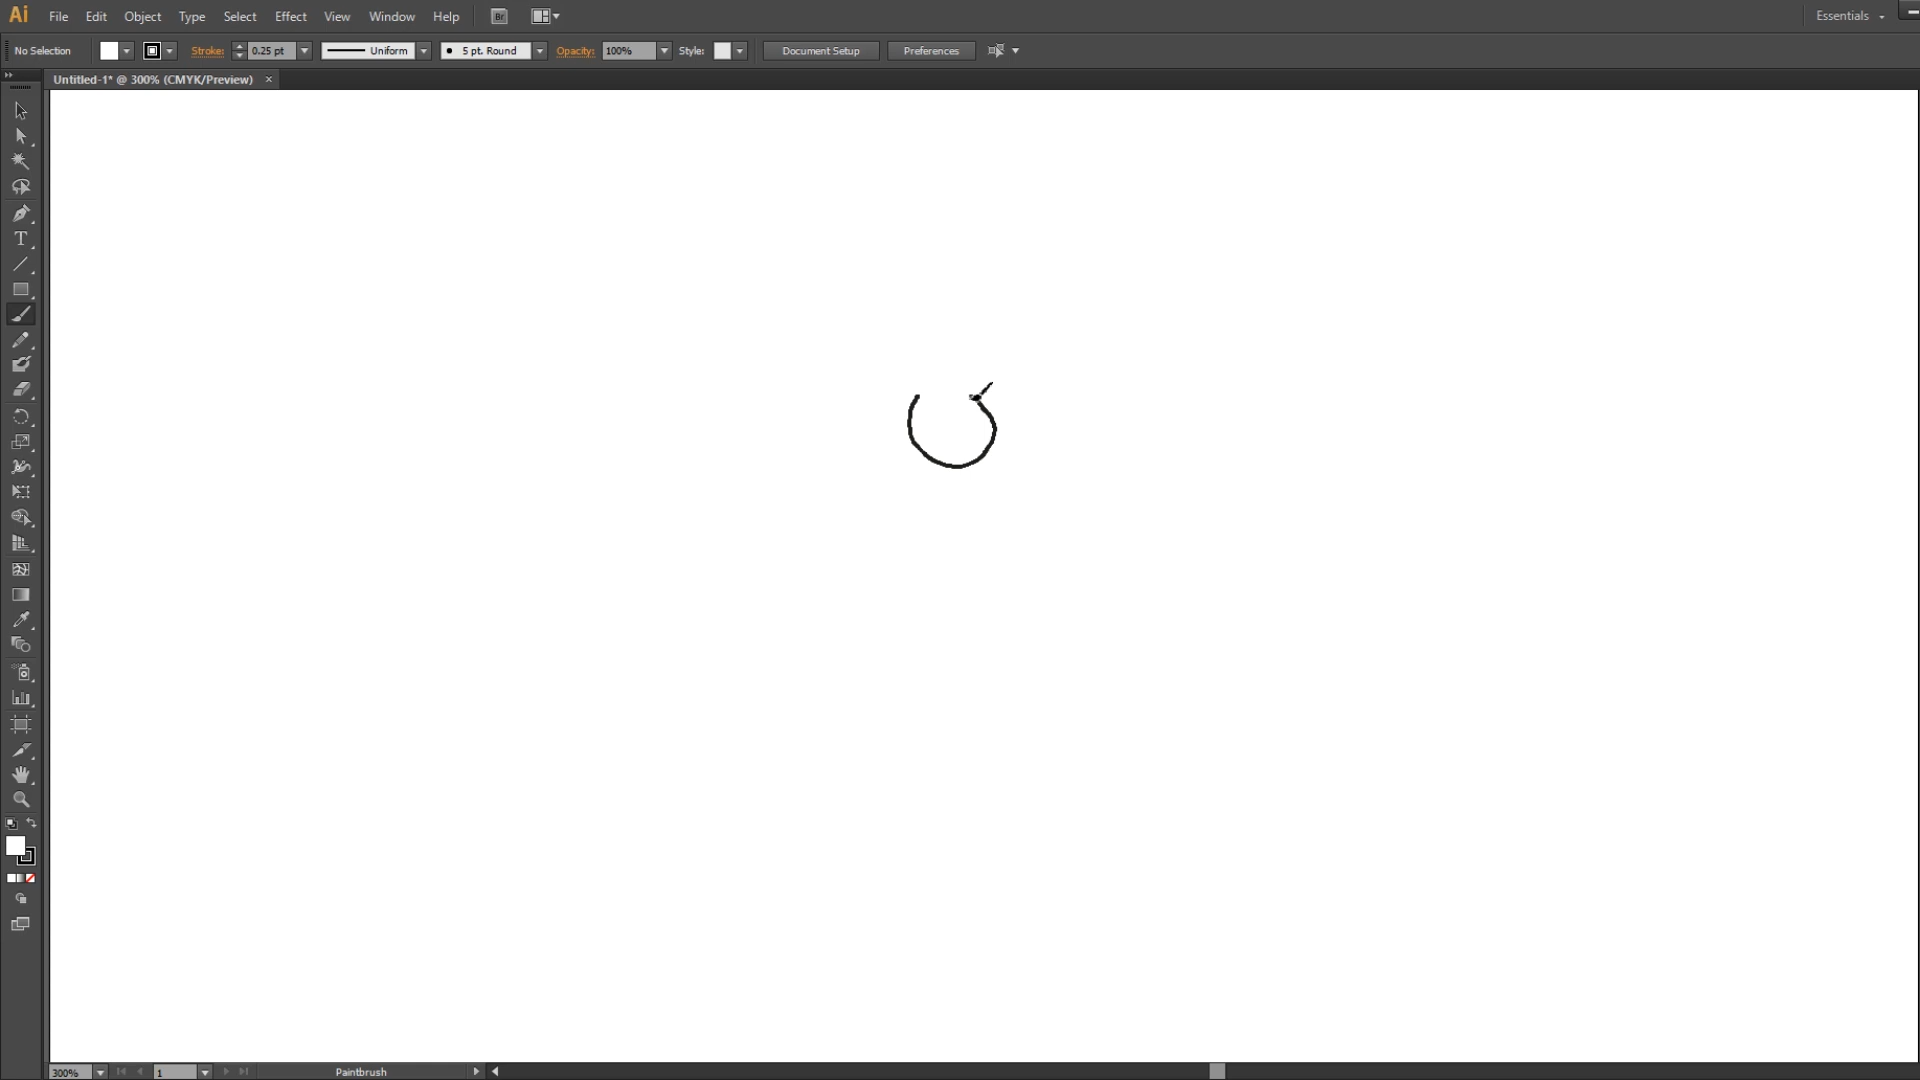 Ai File Edit Object Type Select Effect View Window Help Br Essentials
No Selection Stroke: 0.25 pt Uniform 5 pt. Round Opacity: 100% Style: Document Setup Preferences
Untitled-1* @ 300% (CMYK/Preview) ×
T
300% 1 Paintbrush